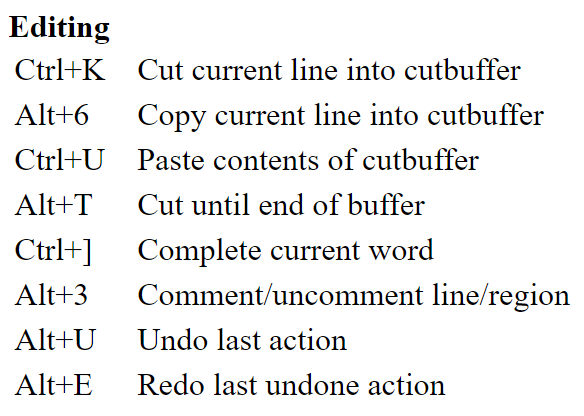 Editing
Ctrl+K Cut current line into cutbuffer
Alt+6 Copy current line into cutbuffer
Ctrl+U Paste contents of cutbuffer
Alt+T Cut until end of buffer
Ctrl+] Complete current word
Alt+3 Comment/uncomment line/region
Alt+U Undo last action
Alt+E Redo last undone action